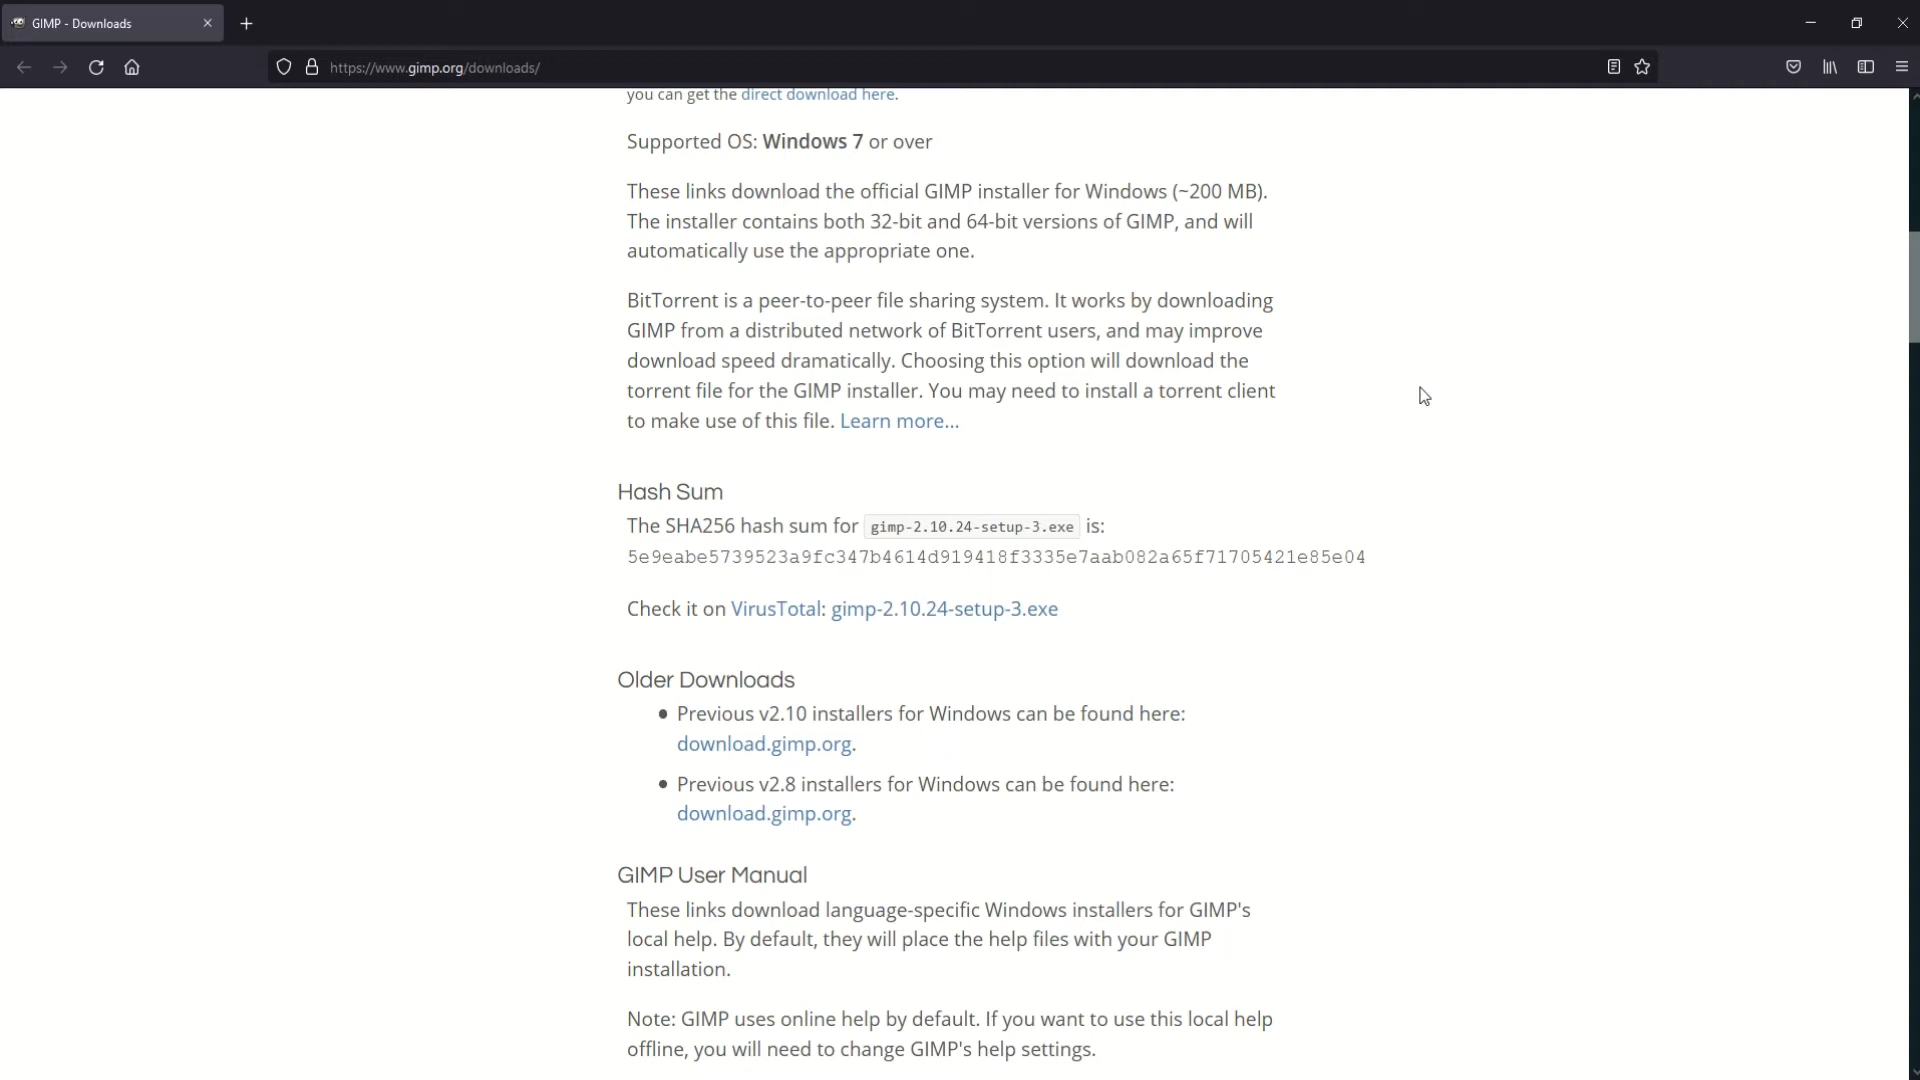 GIMP - Downloads
https://www.gimp.org/downloads/
you can get the direct download here.
Supported OS: Windows 7 or over
These links download the official GIMP installer for Windows (~200 MB).
The installer contains both 32-bit and 64-bit versions of GIMP, and will
automatically use the appropriate one.
BitTorrent is a peer-to-peer file sharing system. It works by downloading
GIMP from a distributed network of BitTorrent users, and may improve
download speed dramatically. Choosing this option will download the
torrent file for the GIMP installer. You may need to install a torrent client
to make use of this file. Learn more...
Hash Sum
The SHA256 hash sum for gimp-2.10.24-setup-3.exe is:
5e9eabe5739523a9fc347b4614d919418f3335e7aab082a65f71705421e85e04
Check it on VirusTotal: gimp-2.10.24-setup-3.exe
Older Downloads
● Previous v2.10 installers for Windows can be found here:
download.gimp.org.
● Previous v2.8 installers for Windows can be found here:
download.gimp.org.
GIMP User Manual
These links download language-specific Windows installers for GIMP's
local help. By default, they will place the help files with your GIMP
installation.
Note: GIMP uses online help by default. If you want to use this local help
offline, you will need to change GIMP's help settings.